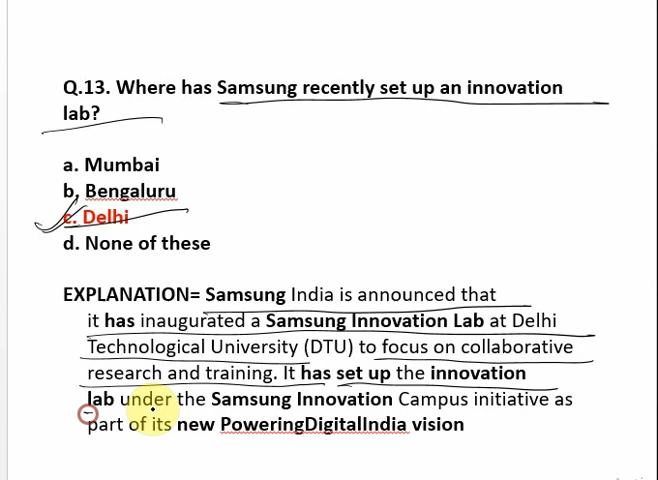 Q.13. Where has Samsung recently set up an innovation
lab?
a. Mumbai
b, Bengaluru
c. Delhi
d. None of these
EXPLANATION= Samsung India is announced that
it has inaugurated a Samsung Innovation Lab at Delhi
Technological University (DTU) to focus on collaborative
research and training. It has set up the innovation
lab under the Samsung Innovation Campus initiative as
part of its new PoweringDigitalIndia vision